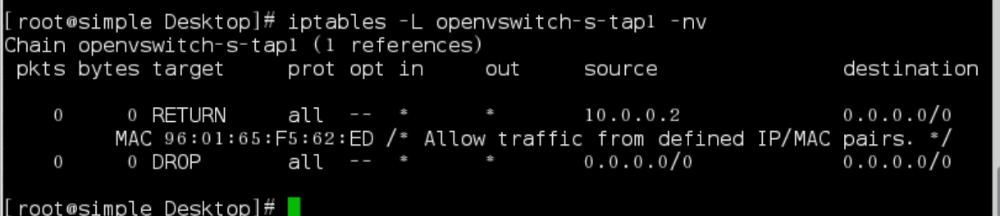 [root@simple Desktop]# iptables -L openvswitch-s-tap1 -nv
Chain openvswitch-s-tap1 (1 references)
 pkts bytes target     prot opt in     out     source               destination
    0     0 RETURN     all  --  *      *       10.0.0.2             0.0.0.0/0
         MAC 96:01:65:F5:62:ED /* Allow traffic from defined IP/MAC pairs. */
    0     0 DROP       all  --  *      *       0.0.0.0/0            0.0.0.0/0
[root@simple Desktop]#